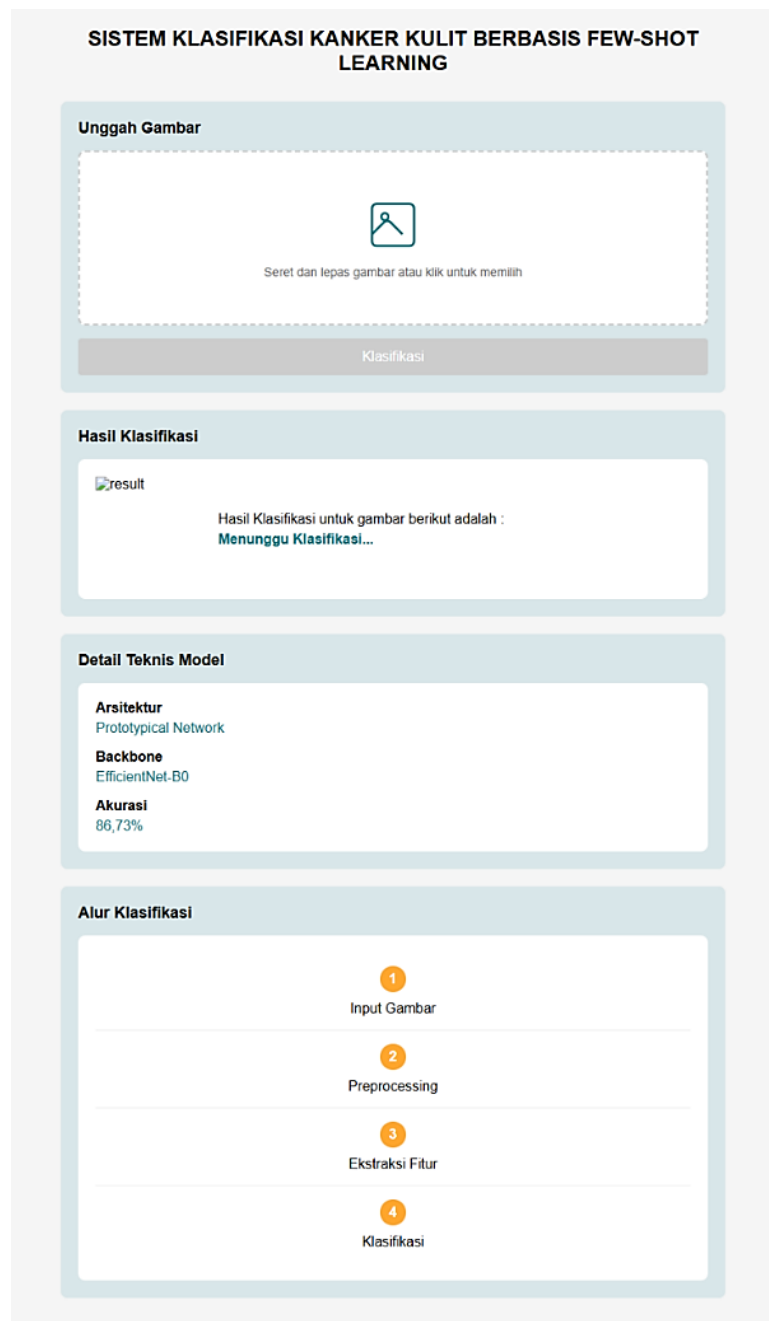 SISTEM KLASIFIKASI KANKER KULIT BERBASIS FEW-SHOT
LEARNING
Unggah Gambar
Seret dan lepas gambar atau klik untuk memilih
Klasifikasi
Hasil Klasifikasi
result
Hasil Klasifikasi untuk gambar berikut adalah :
Menunggu Klasifikasi...
Detail Teknis Model
Arsitektur
Prototypical Network
Backbone
EfficientNet-B0
Akurasi
86,73%
Alur Klasifikasi
1
Input Gambar
2
Preprocessing
3
Ekstraksi Fitur
4
Klasifikasi